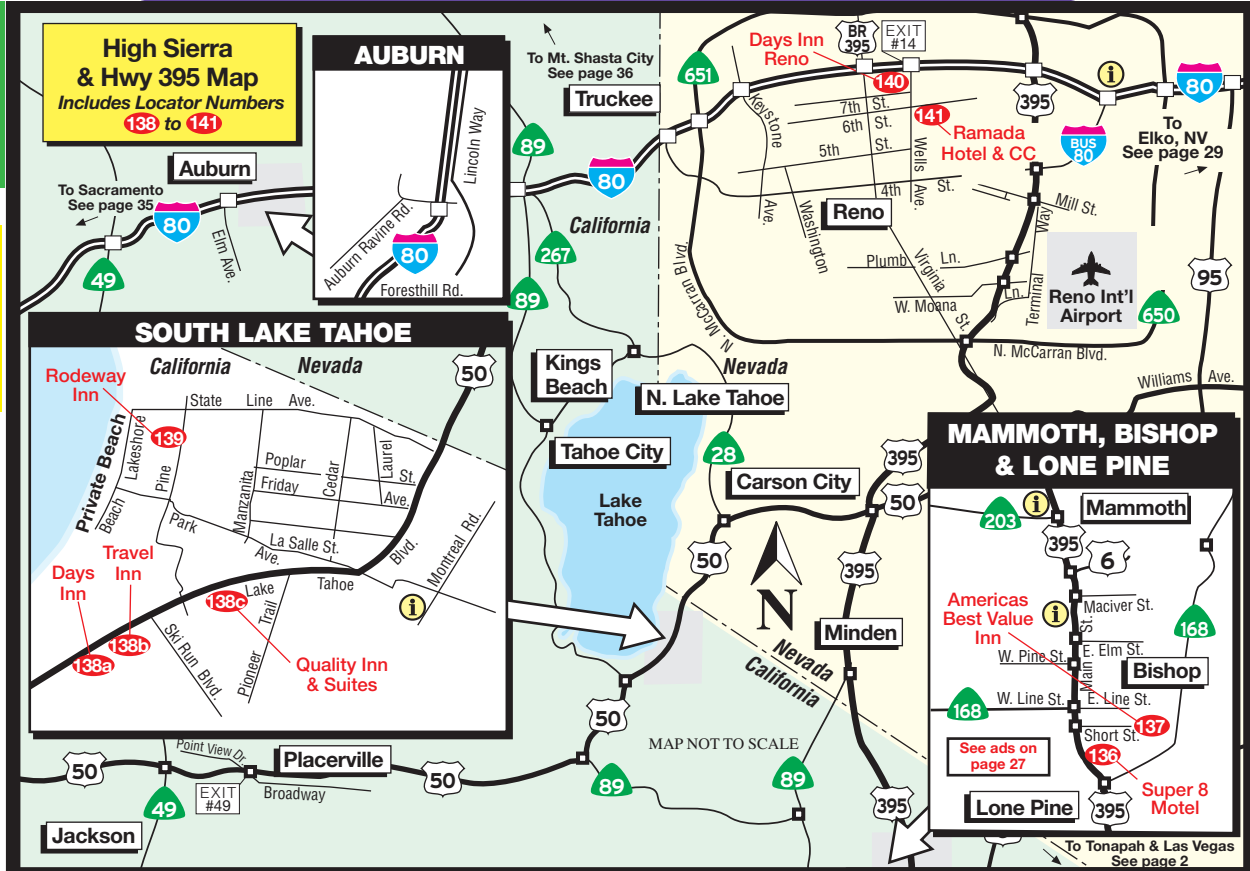 High Sierra
& Hwy 395 Map
Includes Locator Numbers
138 to 141
AUBURN
Lincoln Way
Auburn Ravine Rd.
80
Foresthill Rd.
To Mt. Shasta City
See page 36
Truckee
89
80
California
267
89
Auburn
To Sacramento
See page 35
80
Elm Ave.
49
651
Days Inn
Reno
BR
395
EXIT
#14
140
141
Ramada
Hotel & CC
395
i
80
BUS
80
To
Elko, NV
See page 29
Keystone
Ave.
7th St.
6th St.
5th St.
4th St.
Wells
Ave.
Washington
Reno
Mill St.
Way
Terminal
Plumb Ln.
Virginia
St.
W. Moana
Ln.
Reno Int'l
Airport
95
650
N. McCarran Blvd.
N. McCarran Blvd.
Nevada
Williams Ave.
SOUTH LAKE TAHOE
California
Nevada
50
Rodeway
Inn
139
State Line Ave.
Private Beach
Lakeshore
Beach
Pine
Park
Ave.
Manzanita
Poplar
Friday
Ave.
Cedar
Laurel
St.
La Salle St.
Blvd.
Montreal Rd.
Tahoe
Lake
Travel
Inn
Days
Inn
138a
138b
138c
Ski Run Blvd.
Pioneer
Trail
Quality Inn
& Suites
i
Kings
Beach
N. Lake Tahoe
Tahoe City
28
Lake
Tahoe
Carson City
395
50
50
395
N
Minden
Nevada
California
50
MAP NOT TO SCALE
89
89
395
50
Point View Dr.
Placerville
50
EXIT
#49
Broadway
49
Jackson
MAMMOTH, BISHOP
& LONE PINE
203
i
Mammoth
395
6
Americas
Best Value
Inn
i
Maciver St.
St.
Main
168
W. Pine St.
E. Elm St.
Bishop
W. Line St.
E. Line St.
168
137
Short St.
See ads on
page 27
136
Super 8
Motel
Lone Pine
395
To Tonapah & Las Vegas
See page 2